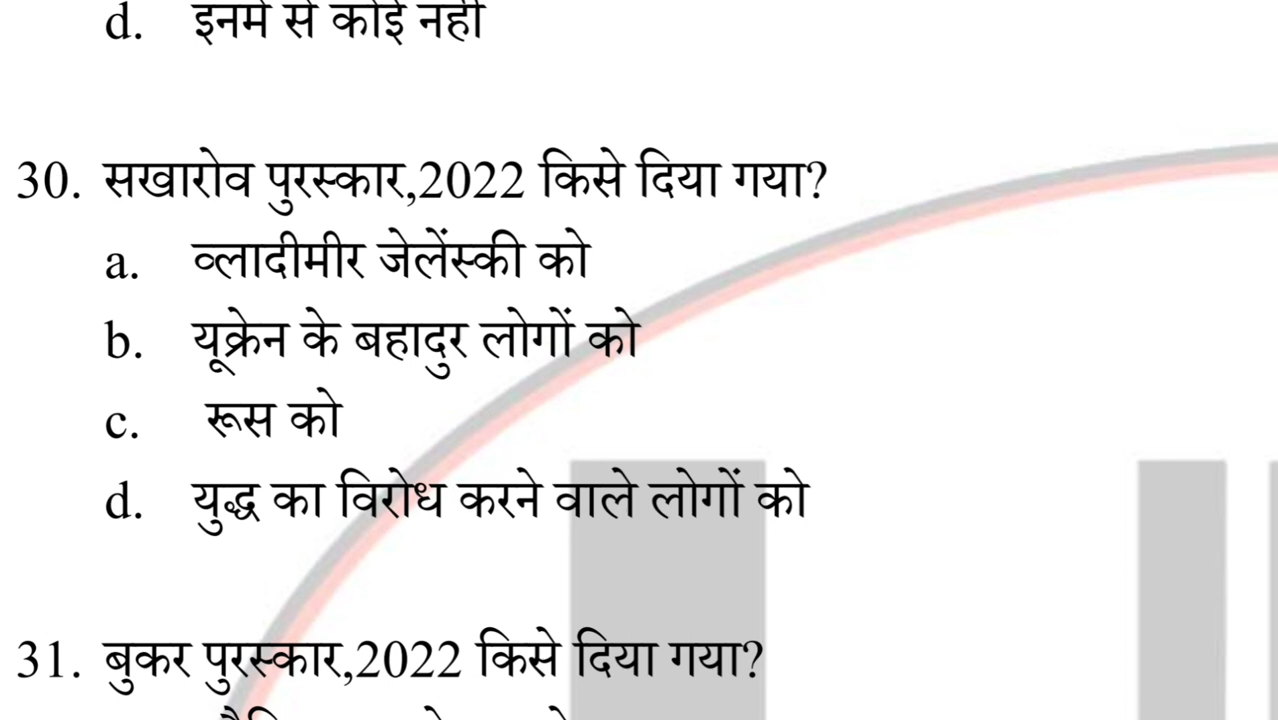 d. इनमें से कोई नहीं
30. सखारोव पुरस्कार,2022 किसे दिया गया?
a. व्लादीमीर जेलेंस्की को
b. यूक्रेन के बहादुर लोगों को
c. रूस को
d. युद्ध का विरोध करने वाले लोगों को
31. बुकर पुरस्कार,2022 किसे दिया गया?